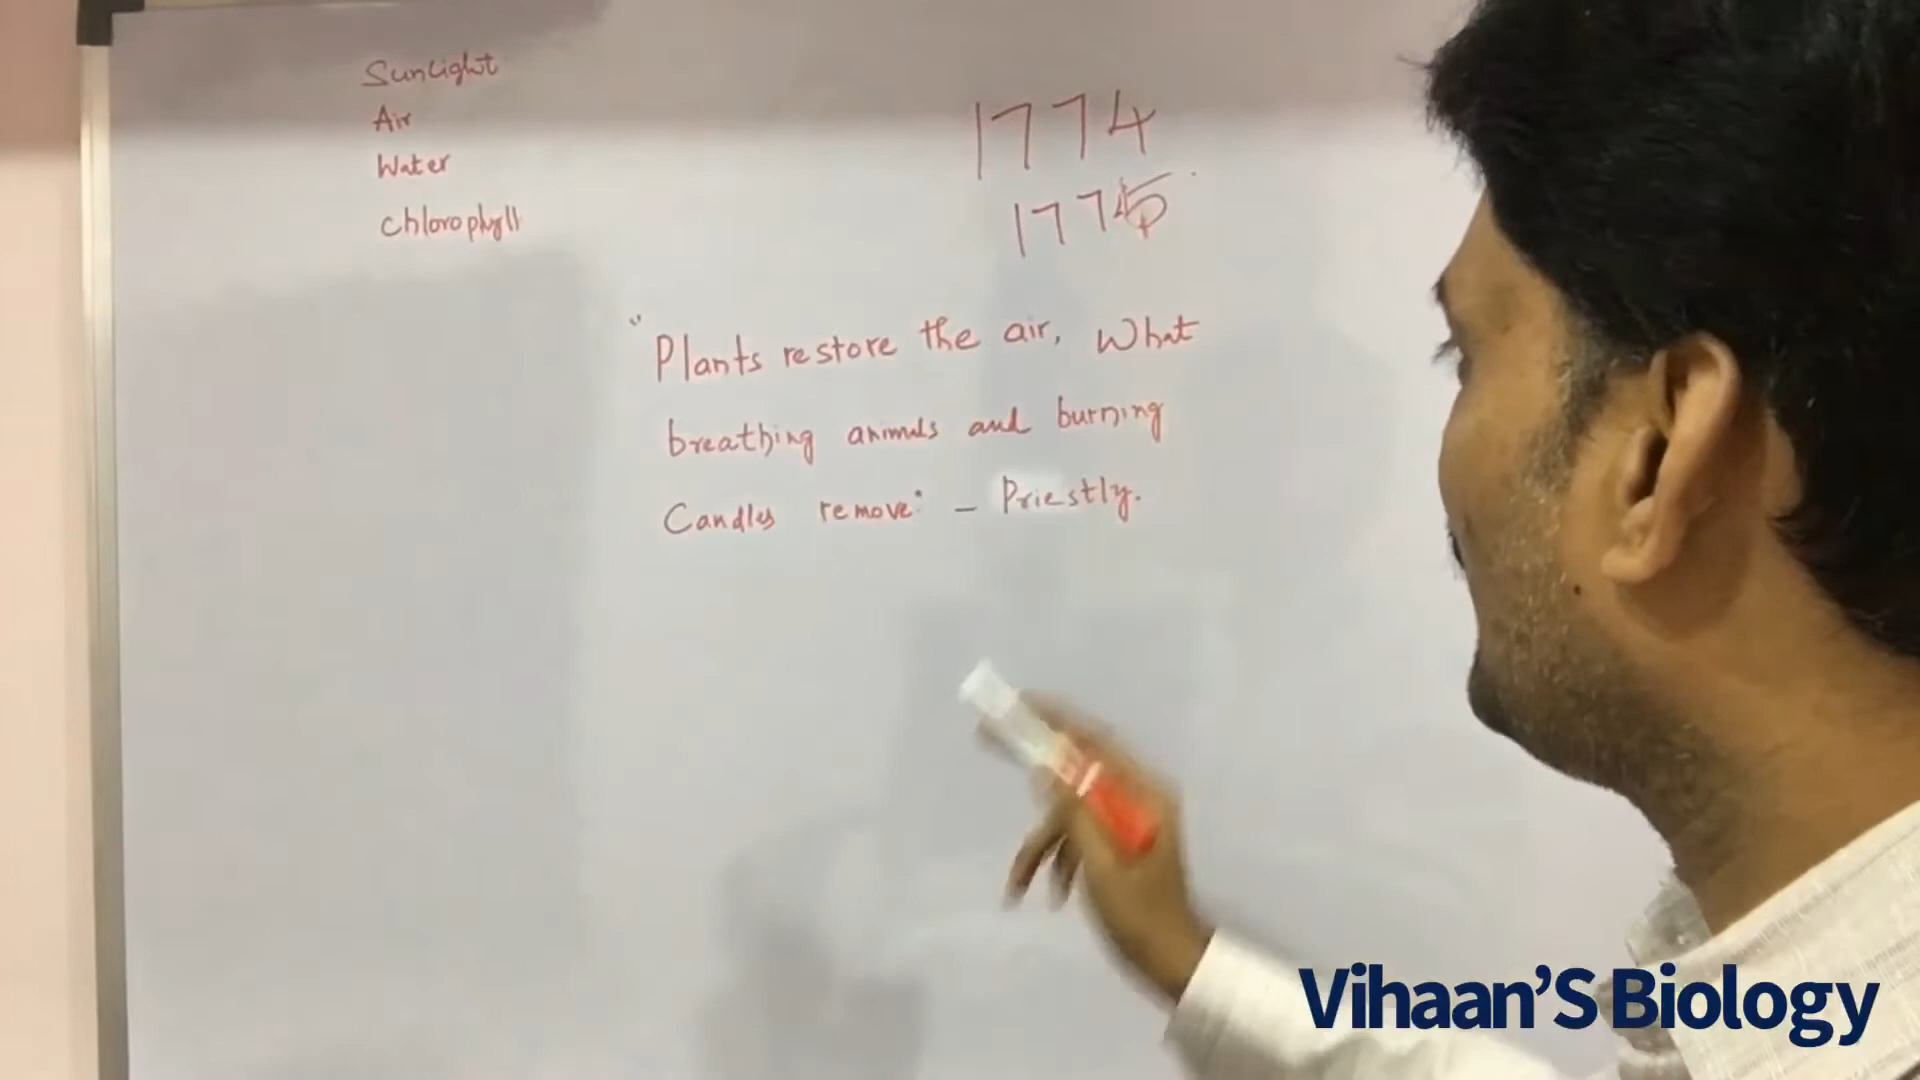 Sunlight
Air
Water
Chlorophyll
1774
1775
"Plants restore the air, What
breathing animals and burning
Candles remove" - Priestly.
Vihaan'S Biology